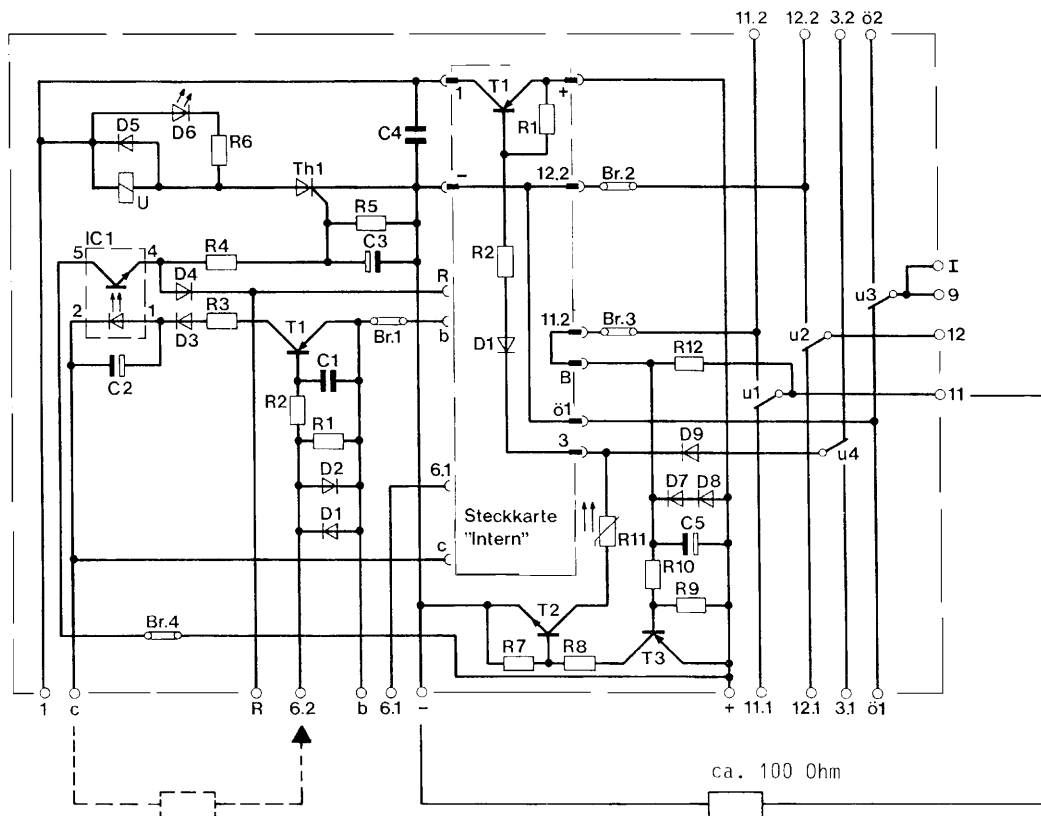 11.2 12.2 3.2 ö2
1 T1 +
D6 R1
D5 R6 C4
Th1 - 12.2 Br.2
U
R5
IC1
5 4 R4 C3 R2
I
D4 R u3 9
2 1 R3 11.2 Br.3
D3 T1 Br.1 b u2 12
D1
C2 C1 B R12
R2 u1 11
R1 ö1
3 D9
D2 6.1 u4
D7 D8
D1 Steckkarte
"Intern" R11 C5
c R10
R9
T2
Br.4 R7 R8 T3
1 c R 6.2 b 6.1 - + 11.1 12.1 3.1 ö1
ca. 100 Ohm